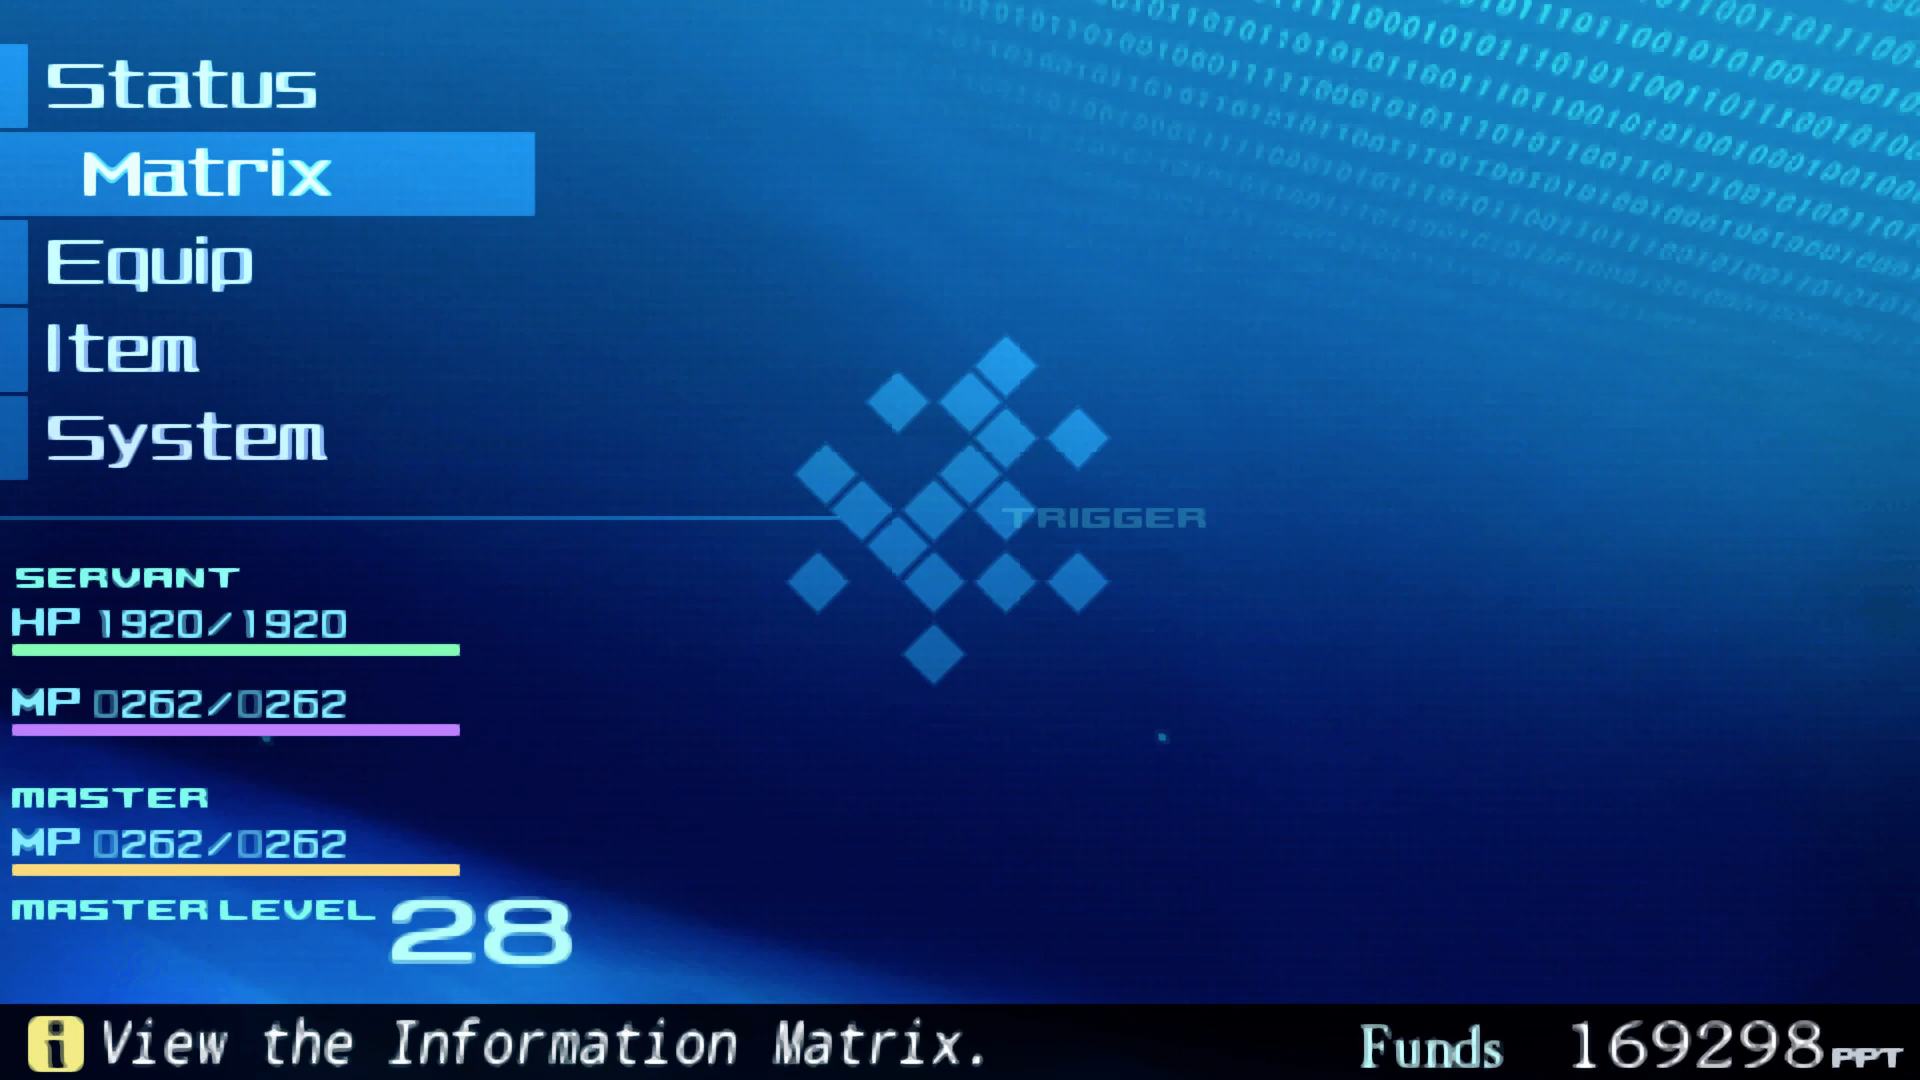 Status
Matrix
Equip
Item
System
TRIGGER
SERVANT
HP 1920/1920
MP 0262/0262
MASTER
MP 0262/0262
MASTER LEVEL 28
i View the Information Matrix.
Funds 169298 PPT